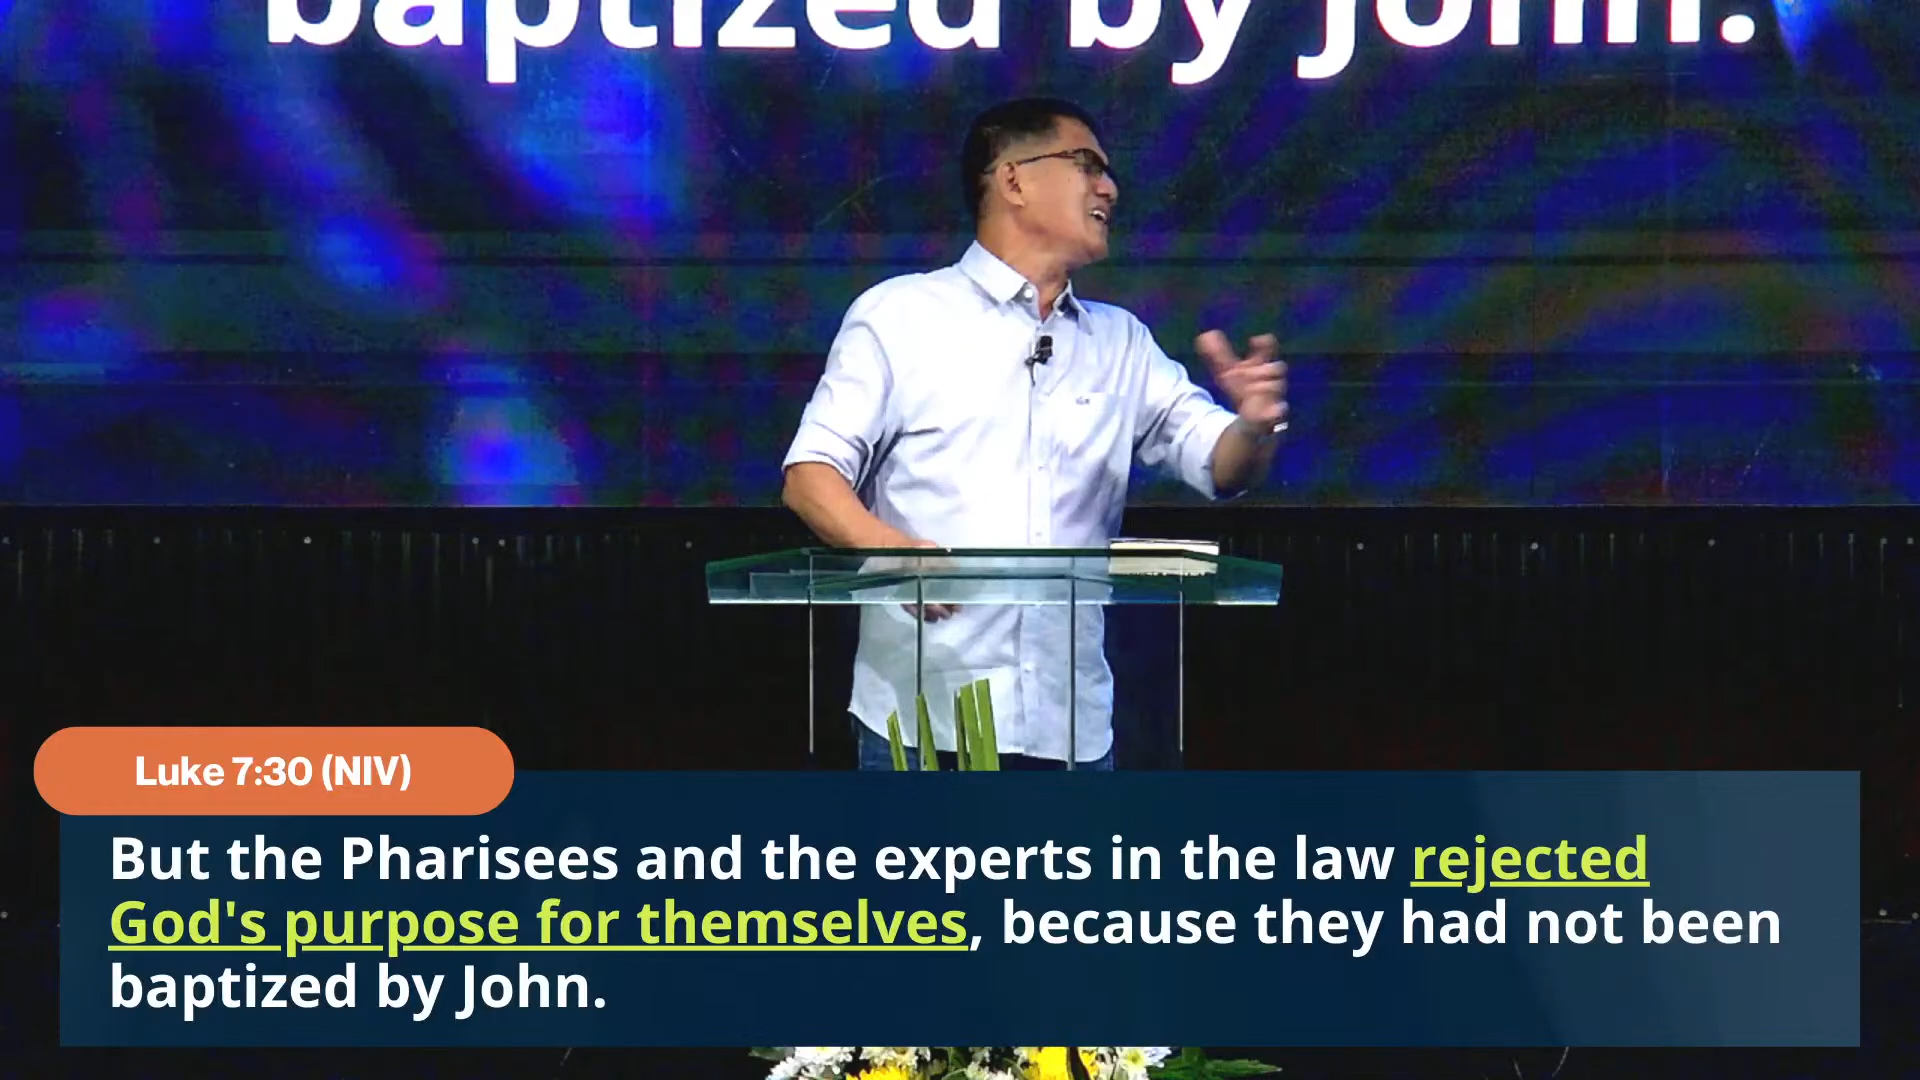 baptized by John.
Luke 7:30 (NIV)
But the Pharisees and the experts in the law rejected
God's purpose for themselves, because they had not been
baptized by John.